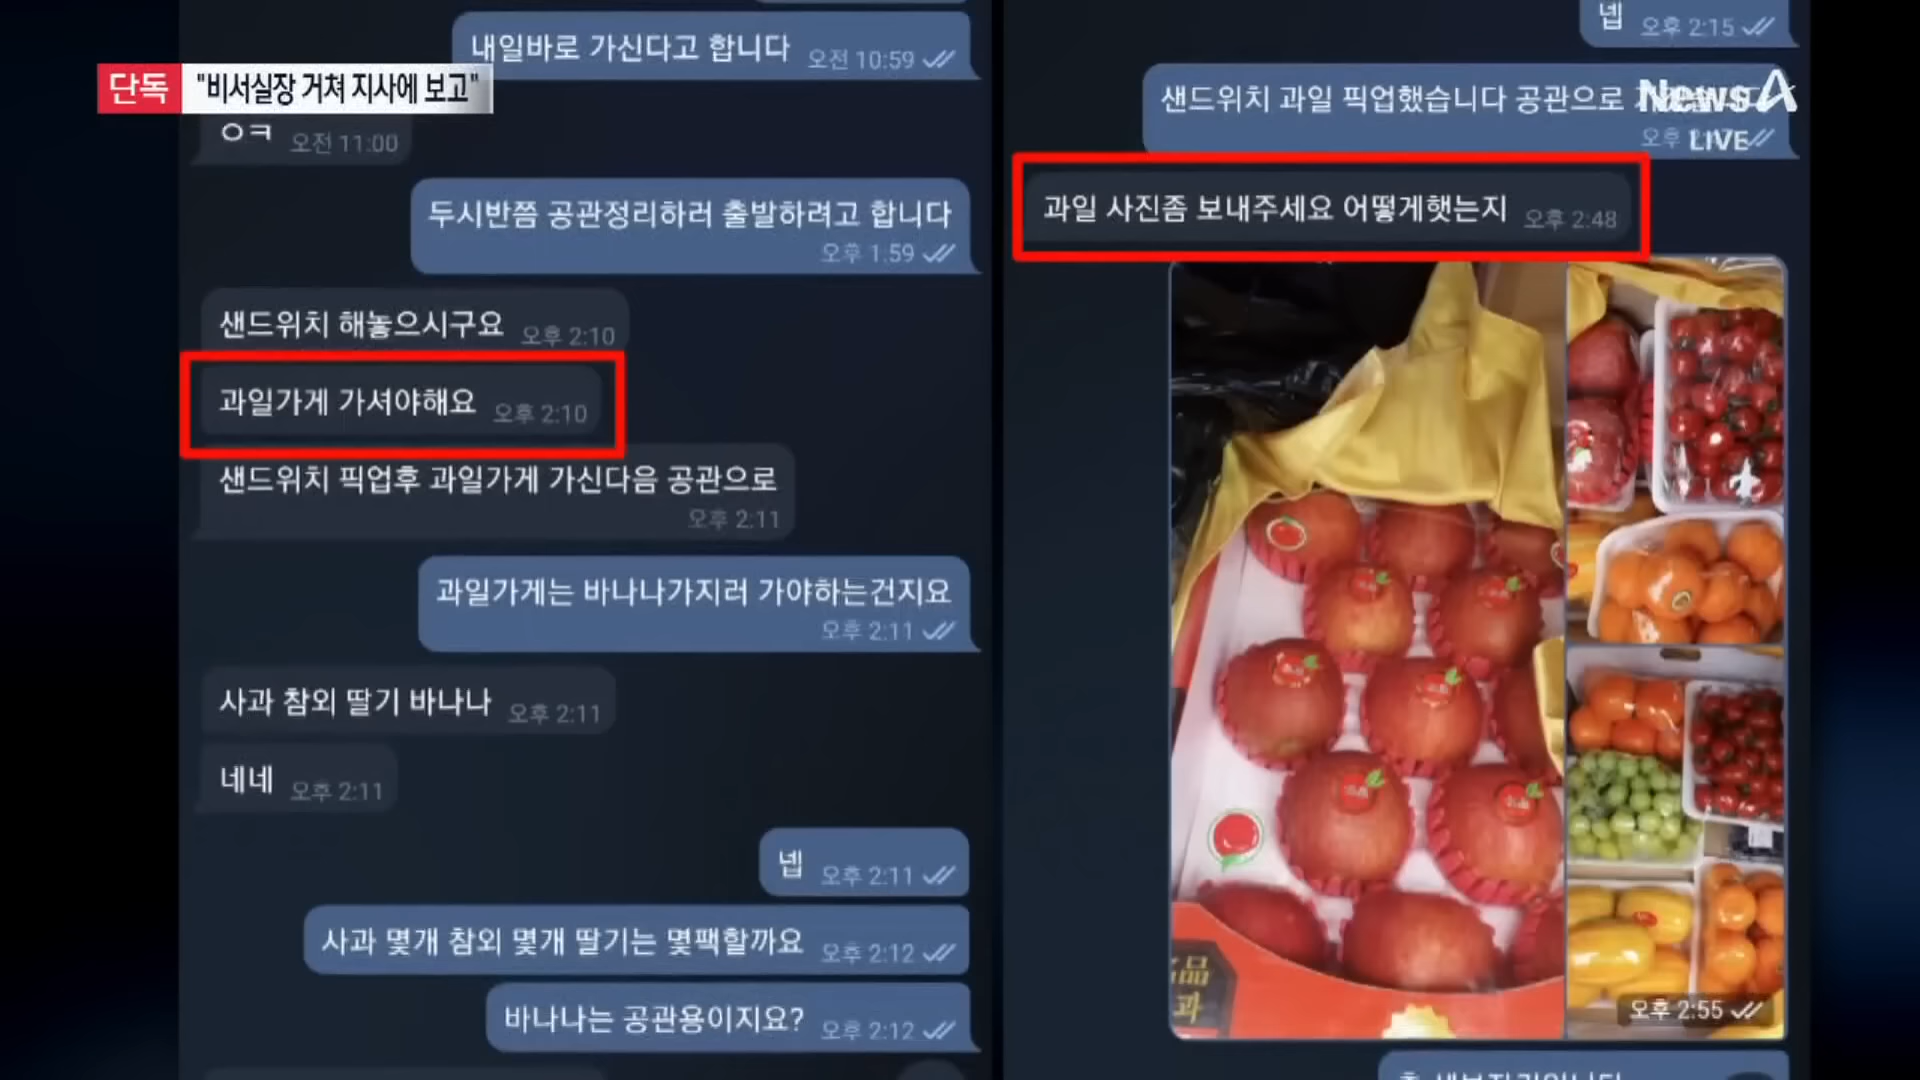 단독 "비서실장 거쳐 지사에 보고"
News A
LIVE
내일바로 가신다고 합니다 오전 10:59
ㅇㅋ 오전 11:00
두시반쯤 공관정리하러 출발하려고 합니다
오후 1:59
샌드위치 해놓으시구요 오후 2:10
과일가게 가셔야해요 오후 2:10
샌드위치 픽업후 과일가게 가신다음 공관으로
오후 2:11
과일가게는 바나나가지러 가야하는건지요
오후 2:11
사과 참외 딸기 바나나 오후 2:11
네네 오후 2:11
넵 오후 2:11
사과 몇개 참외 몇개 딸기는 몇팩할까요 오후 2:12
바나나는 공관용이지요? 오후 2:12
넵 오후 2:15
샌드위치 과일 픽업했습니다 공관으로
오후
과일 사진좀 보내주세요 어떻게햇는지 오후 2:48
品
과
오후 2:55